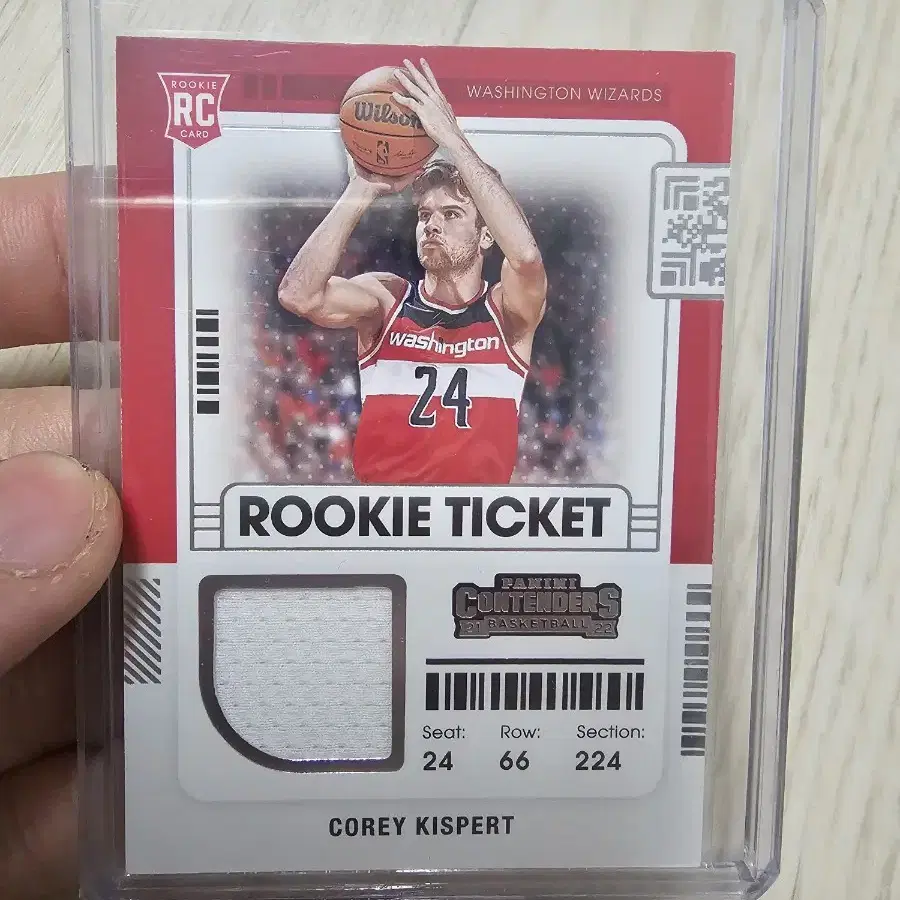 ROOKIE
RC
CARD
WASHINGTON WIZARDS
Wilson
washington
24
ROOKIE TICKET
PANINI
CONTENDERS
21 BASKETBALL 22
Seat: Row: Section:
24 66 224
COREY KISPERT